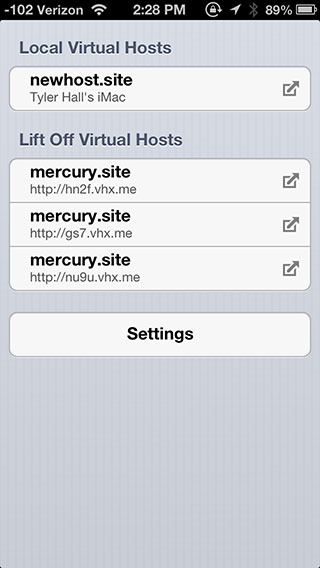 -102 Verizon 2:28 PM 89%
Local Virtual Hosts
newhost.site
Tyler Hall's iMac
Lift Off Virtual Hosts
mercury.site
http://hn2f.vhx.me
mercury.site
http://gs7.vhx.me
mercury.site
http://nu9u.vhx.me
Settings